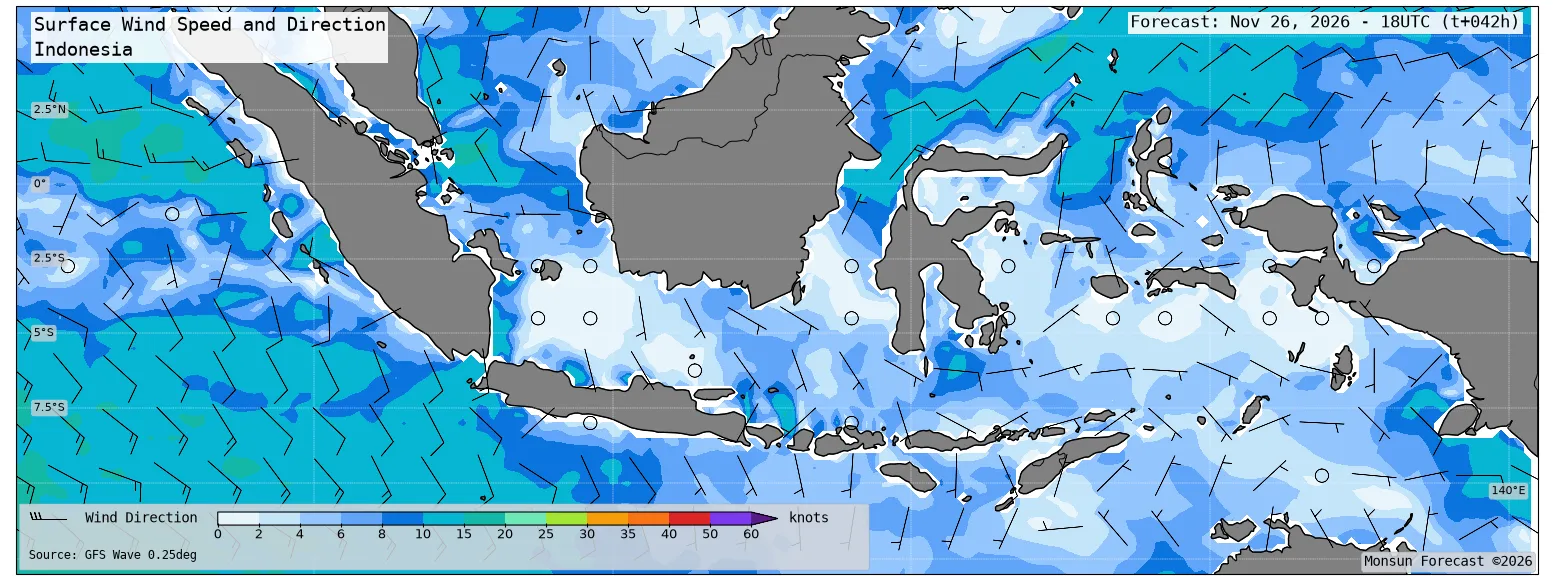 Surface Wind Speed and Direction
Indonesia
Forecast: Nov 26, 2026 - 18UTC (t+042h)
2.5°N
0°
2.5°S
5°S
7.5°S
140°E
Wind Direction
0 2 4 6 8 10 15 20 25 30 35 40 50 60
knots
Source: GFS Wave 0.25deg
Monsun Forecast ©2026